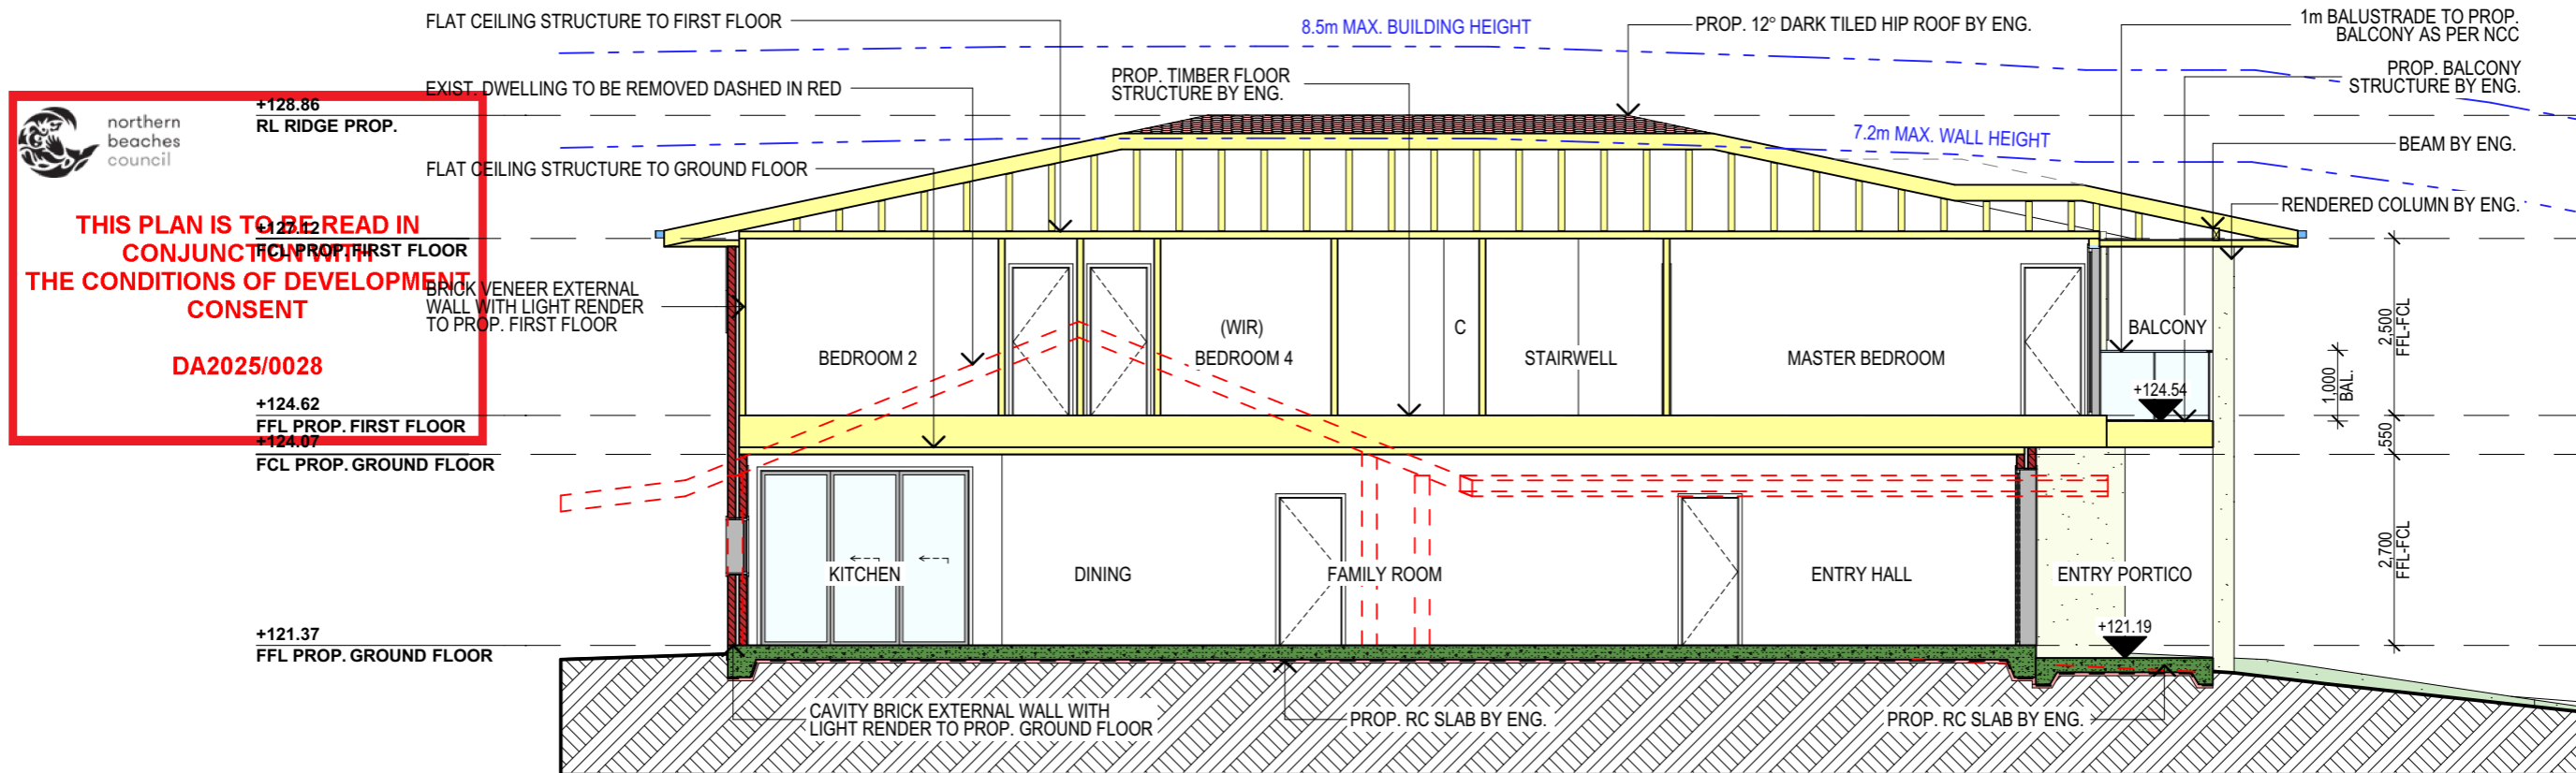 FLAT CEILING STRUCTURE TO FIRST FLOOR
8.5m MAX. BUILDING HEIGHT
PROP. 12° DARK TILED HIP ROOF BY ENG.
1m BALUSTRADE TO PROP.
BALCONY AS PER NCC
EXIST. DWELLING TO BE REMOVED DASHED IN RED
PROP. TIMBER FLOOR
STRUCTURE BY ENG.
PROP. BALCONY
STRUCTURE BY ENG.
+128.86
RL RIDGE PROP.
northern
beaches
council
7.2m MAX. WALL HEIGHT
BEAM BY ENG.
FLAT CEILING STRUCTURE TO GROUND FLOOR
RENDERED COLUMN BY ENG.
THIS PLAN IS TO BE READ IN
CONJUNCTION WITH
THE CONDITIONS OF DEVELOPMENT
CONSENT
DA2025/0028
+127.12
FCL PROP. FIRST FLOOR
BRICK VENEER EXTERNAL
WALL WITH LIGHT RENDER
TO PROP. FIRST FLOOR
BEDROOM 2
(WIR)
BEDROOM 4
C
STAIRWELL
MASTER BEDROOM
BALCONY
+124.54
2,500
FFL-FCL
1,000
BAL.
+124.62
FFL PROP. FIRST FLOOR
+124.07
FCL PROP. GROUND FLOOR
550
KITCHEN
DINING
FAMILY ROOM
ENTRY HALL
ENTRY PORTICO
2,700
FFL-FCL
+121.37
FFL PROP. GROUND FLOOR
+121.19
CAVITY BRICK EXTERNAL WALL WITH
LIGHT RENDER TO PROP. GROUND FLOOR
PROP. RC SLAB BY ENG.
PROP. RC SLAB BY ENG.